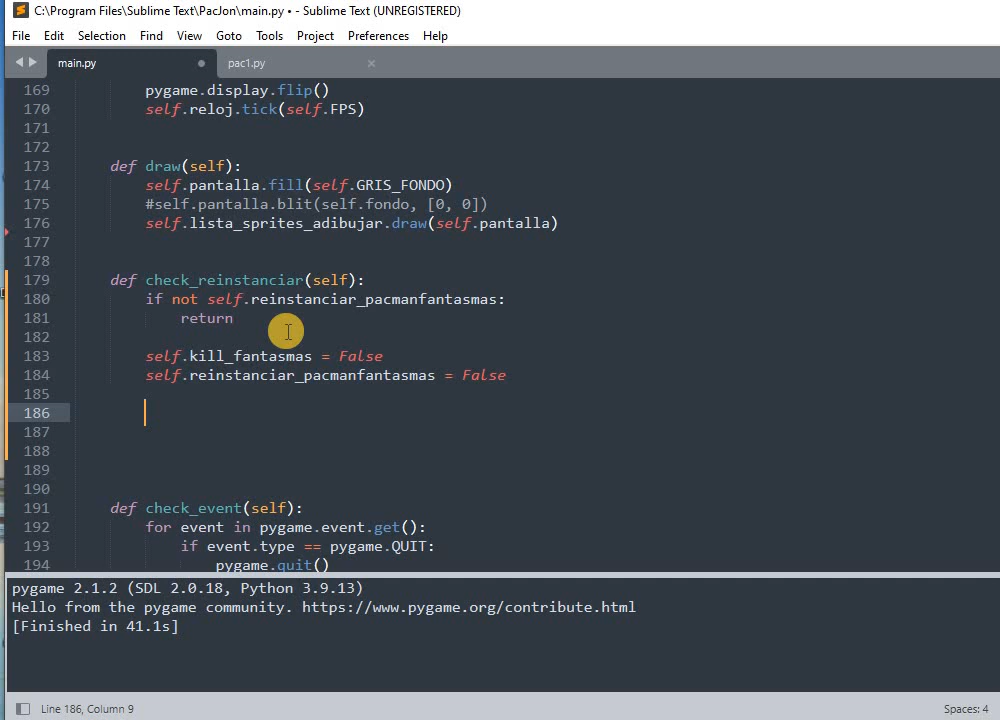 C:\Program Files\Sublime Text\PacJon\main.py • - Sublime Text (UNREGISTERED)
File Edit Selection Find View Goto Tools Project Preferences Help
main.py pac1.py
169 pygame.display.flip()
170 self.reloj.tick(self.FPS)
171
172
173 def draw(self):
174 self.pantalla.fill(self.GRIS_FONDO)
175 #self.pantalla.blit(self.fondo, [0, 0])
176 self.lista_sprites_adibujar.draw(self.pantalla)
177
178
179 def check_reinstanciar(self):
180 if not self.reinstanciar_pacmanfantasmas:
181 return
182
183 self.kill_fantasmas = False
184 self.reinstanciar_pacmanfantasmas = False
185
186
187
188
189
190
191 def check_event(self):
192 for event in pygame.event.get():
193 if event.type == pygame.QUIT:
194 pygame.quit()
pygame 2.1.2 (SDL 2.0.18, Python 3.9.13)
Hello from the pygame community. https://www.pygame.org/contribute.html
[Finished in 41.1s]
Line 186, Column 9 Spaces: 4